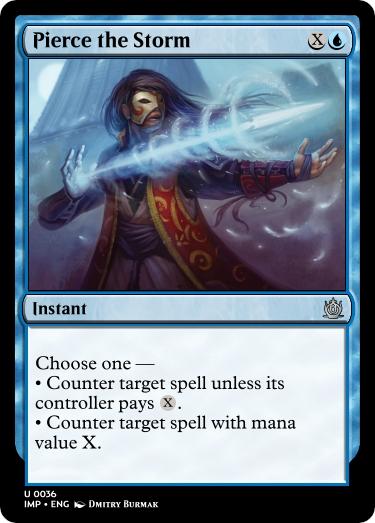 Pierce the Storm X
Instant
Choose one —
• Counter target spell unless its
controller pays X.
• Counter target spell with mana
value X.
U 0036
IMP • ENG Dmitry Burmak